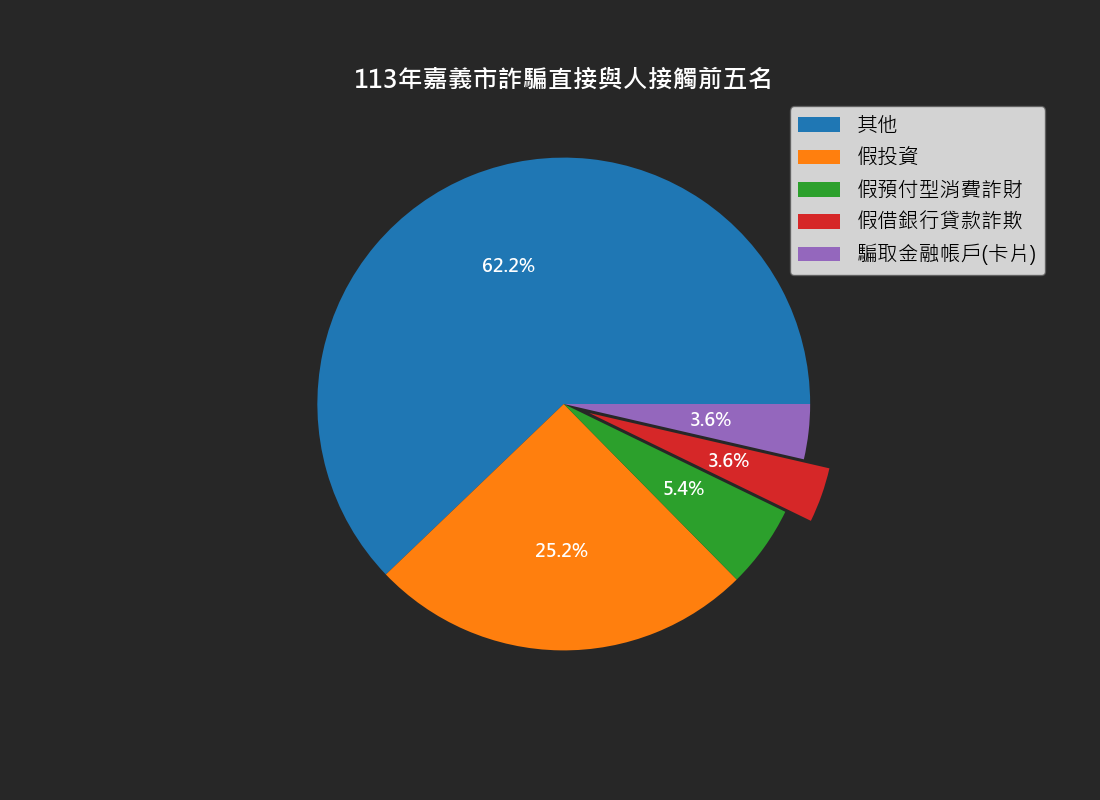 113年嘉義市詐騙直接與人接觸前五名
其他
假投資
假預付型消費詐財
假借銀行貸款詐欺
騙取金融帳戶(卡片)
62.2%
3.6%
3.6%
5.4%
25.2%